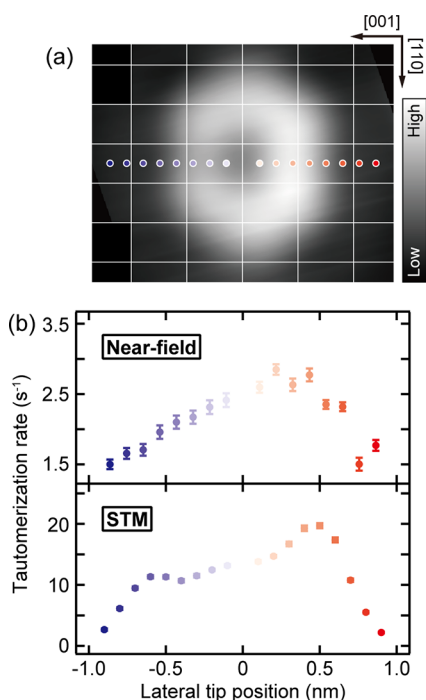 [001]
(a)
[110]
High
Low
(b)
3.5
Near-field
2.5
1.5
Tautomerization rate (s⁻¹)
STM
20
10
0
-1.0 -0.5 0 0.5 1.0
Lateral tip position (nm)